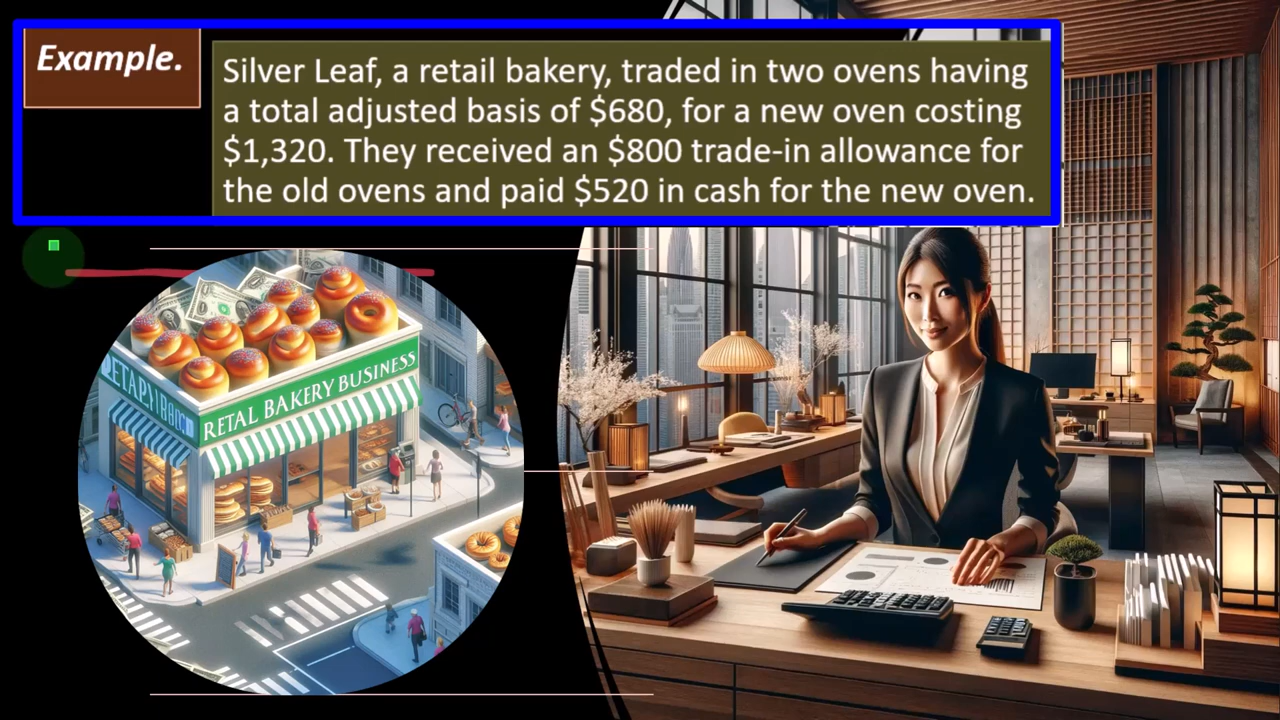 Example.
Silver Leaf, a retail bakery, traded in two ovens having
a total adjusted basis of $680, for a new oven costing
$1,320. They received an $800 trade-in allowance for
the old ovens and paid $520 in cash for the new oven.
RETAL BAKERY BUSINESS